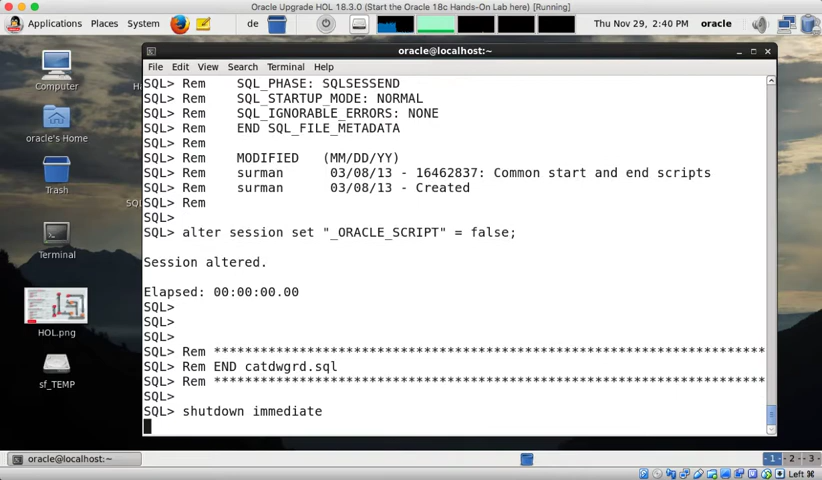 Oracle Upgrade HOL 18.3.0 (Start the Oracle 18c Hands-On Lab here) [Running]
Applications Places System de Thu Nov 29, 2:40 PM oracle
oracle@localhost:~
File Edit View Search Terminal Help
Computer
oracle's Home
Trash
Terminal
HOL.png
sf_TEMP
SQL> Rem SQL_PHASE: SQLSESSEND
SQL> Rem SQL_STARTUP_MODE: NORMAL
SQL> Rem SQL_IGNORABLE_ERRORS: NONE
SQL> Rem END SQL_FILE_METADATA
SQL> Rem
SQL> Rem MODIFIED (MM/DD/YY)
SQL> Rem surman 03/08/13 - 16462837: Common start and end scripts
SQL> Rem surman 03/08/13 - Created
SQL> Rem
SQL>
SQL> alter session set "_ORACLE_SCRIPT" = false;
Session altered.
Elapsed: 00:00:00.00
SQL>
SQL>
SQL>
SQL> Rem *********************************************************************
SQL> Rem END catdwgrd.sql
SQL> Rem *********************************************************************
SQL>
SQL> shutdown immediate
oracle@localhost:~
1 2 3
Left ⌘